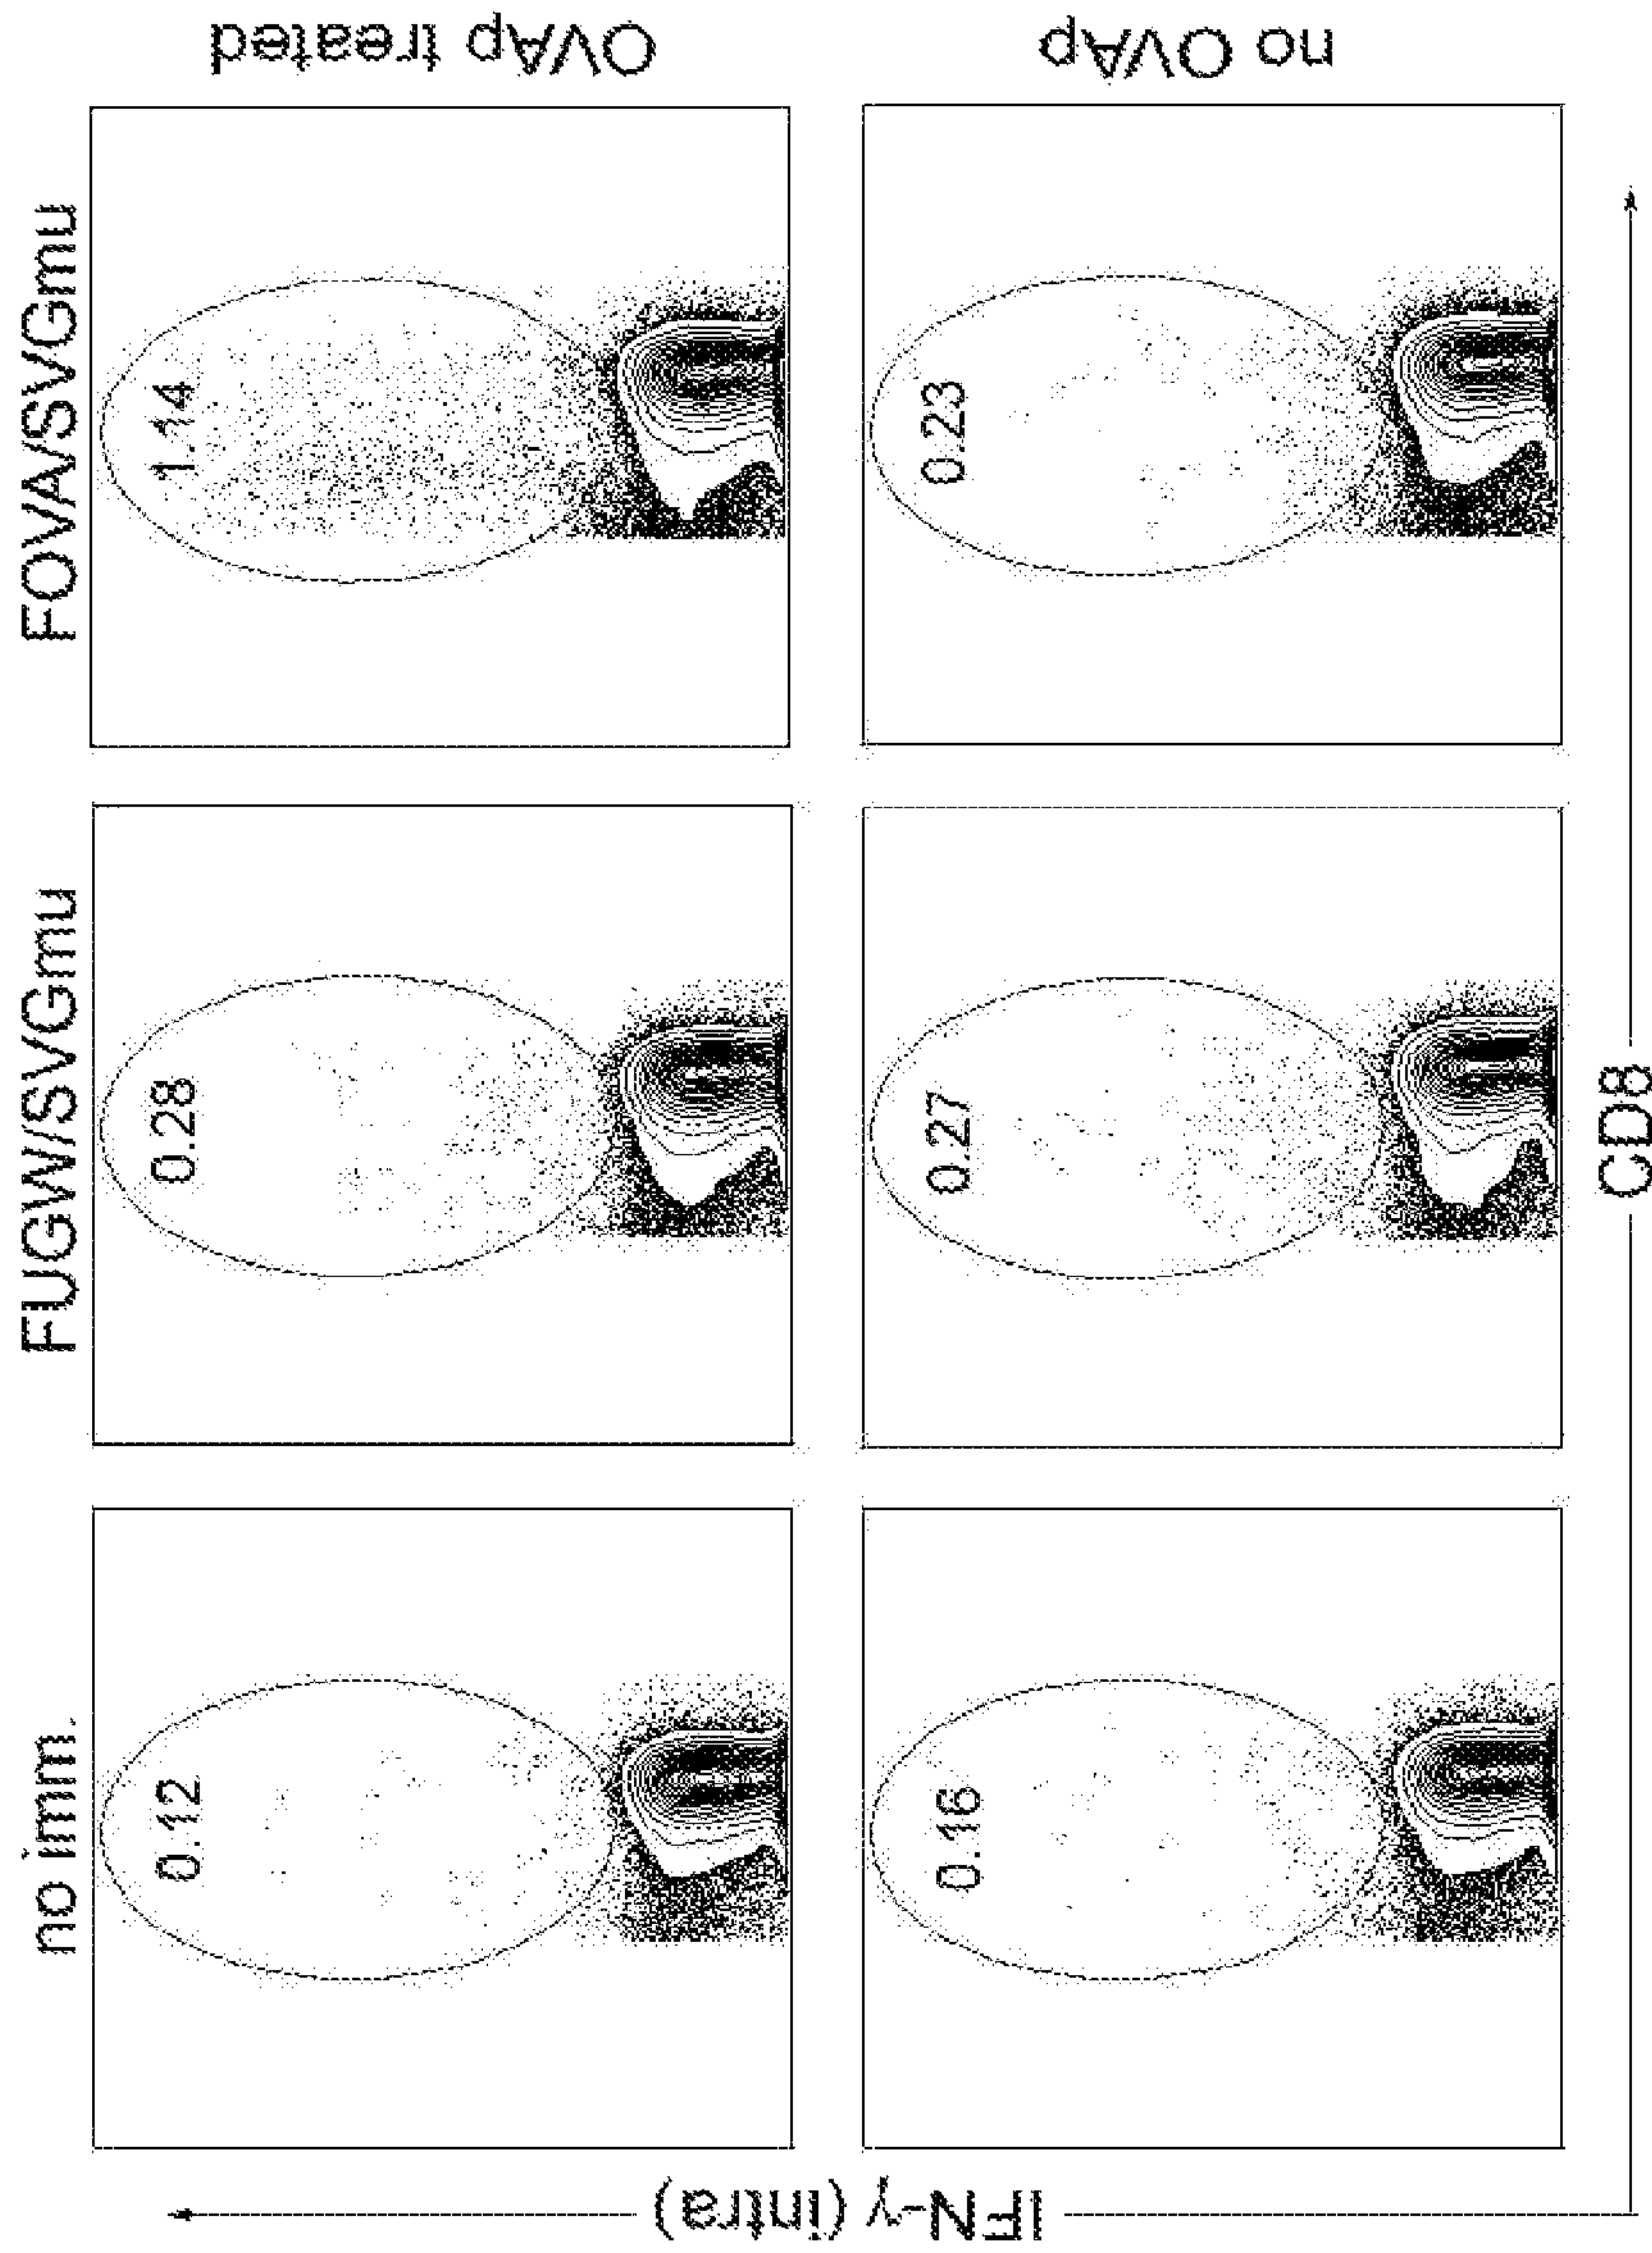 no imm.
FUGW/SVGmu
FOVA/SVGmu
0.12
0.28
1.14
OVAp treated
0.16
0.27
0.23
no OVAp
IFN-γ (intra)
CD8